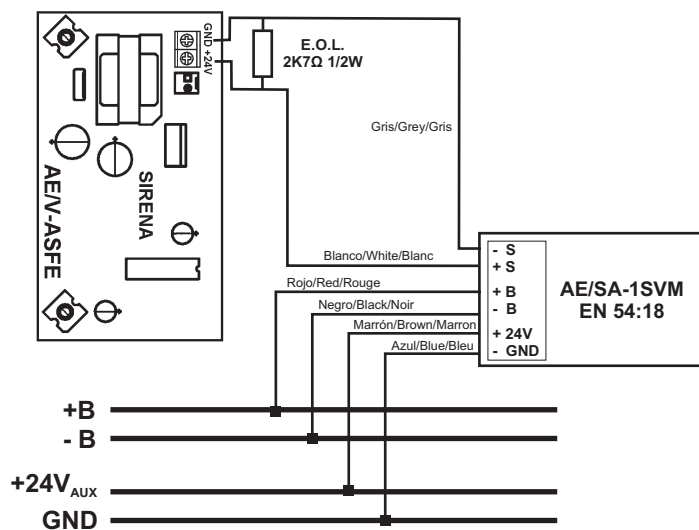 GND +24V
E.O.L.
2K7Ω 1/2W
AE/V-ASFE
SIRENA
Gris/Grey/Gris
Blanco/White/Blanc
Rojo/Red/Rouge
Negro/Black/Noir
Marrón/Brown/Marron
Azul/Blue/Bleu
- S
+ S
+ B
- B
+ 24V
- GND
AE/SA-1SVM
EN 54:18
+B
- B
+24VAUX
GND